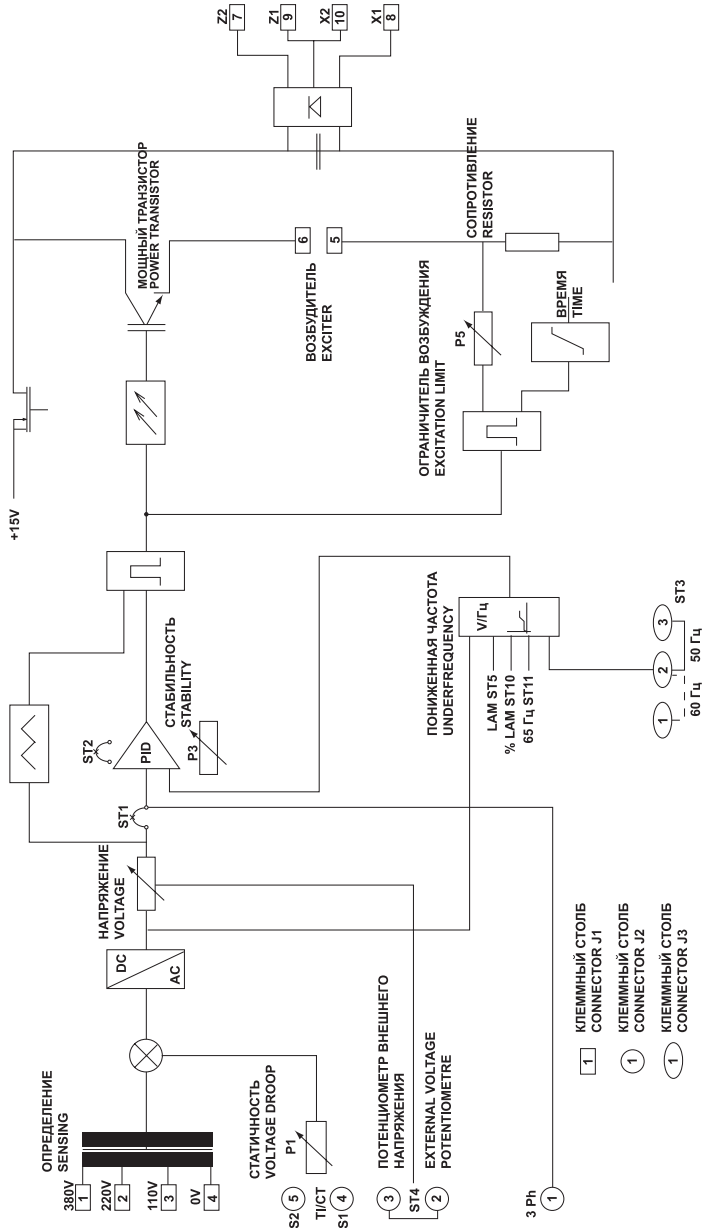 ОПРЕДЕЛЕНИЕ
SENSING
380V
1
220V
2
110V
3
0V
4
СТАТИЧНОСТЬ
VOLTAGE DROOP
P1
S2
5
TI/CT
S1
4
ПОТЕНЦИОМЕТР ВНЕШНЕГО
НАПРЯЖЕНИЯ
3
ST4
2
EXTERNAL VOLTAGE
POTENTIOMETRE
3 Ph
1
DC
AC
НАПРЯЖЕНИЕ
VOLTAGE
ST1
ST2
PID
СТАБИЛЬНОСТЬ
STABILITY
P3
ПОНИЖЕННАЯ ЧАСТОТА
UNDERFREQUENCY
V/Гц
LAM ST5
% LAM ST10
65 Гц ST11
1
2
3
ST3
60 Гц
50 Гц
+15V
МОЩНЫЙ ТРАНЗИСТОР
POWER TRANSISTOR
ВОЗБУДИТЕЛЬ
EXCITER
6
5
ОГРАНИЧИТЕЛЬ ВОЗБУЖДЕНИЯ
EXCITATION LIMIT
P5
СОПРОТИВЛЕНИЕ
RESISTOR
ВРЕМЯ
TIME
Z2
7
Z1
9
X2
10
X1
8
1
КЛЕММНЫЙ СТОЛБ
CONNECTOR J1
1
КЛЕММНЫЙ СТОЛБ
CONNECTOR J2
1
КЛЕММНЫЙ СТОЛБ
CONNECTOR J3